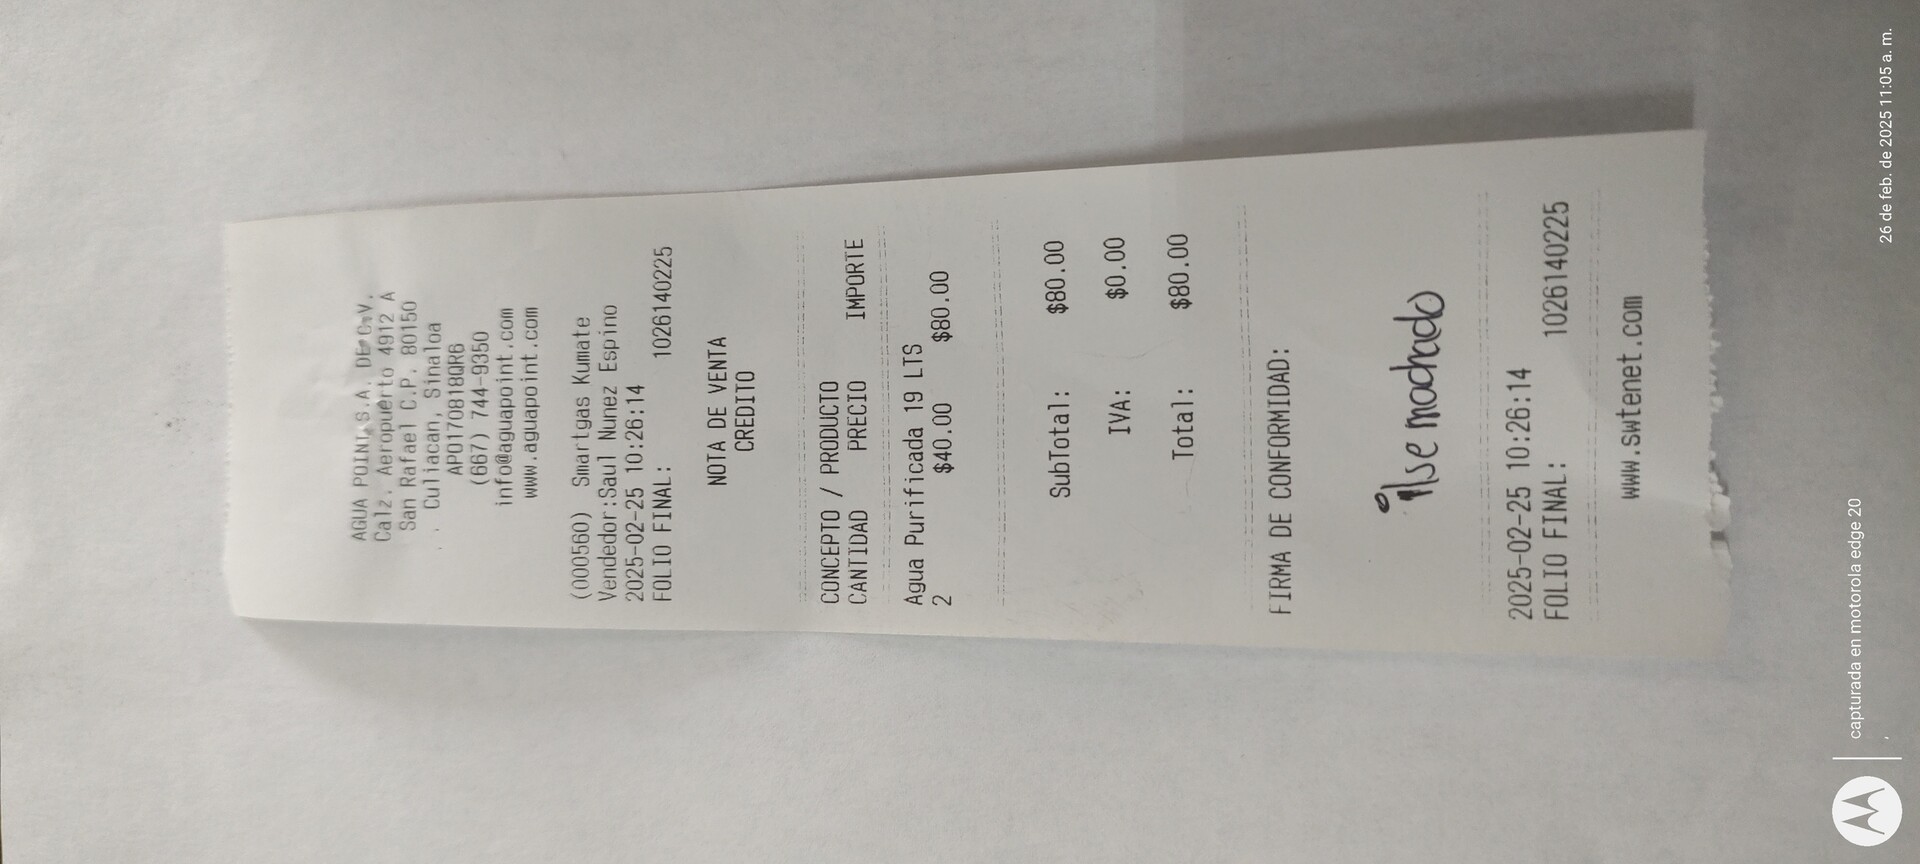 AGUA POINT S.A. DE C.V.
Calz. Aeropuerto 4912 A
San Rafael C.P. 80150
. Culiacan, Sinaloa
APO170818QR6
(667) 744-9350
info@aguapoint.com
www.aguapoint.com
(000560) Smartgas Kumate
Vendedor:Saul Nunez Espino
2025-02-25 10:26:14
FOLIO FINAL: 1026140225
NOTA DE VENTA
CREDITO
CONCEPTO / PRODUCTO
CANTIDAD PRECIO IMPORTE
Agua Purificada 19 LTS
2 $40.00 $80.00
SubTotal: $80.00
IVA: $0.00
Total: $80.00
FIRMA DE CONFORMIDAD:
Ilse machado
2025-02-25 10:26:14
FOLIO FINAL: 1026140225
www.swtenet.com
capturada en motorola edge 20
26 de feb. de 2025 11:05 a. m.